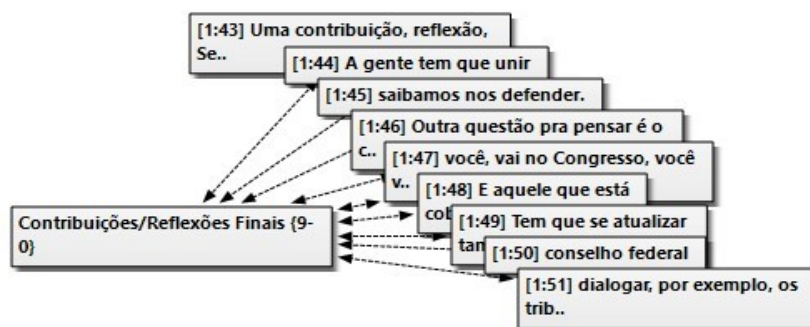 [1:43] Uma contribuição, reflexão,
Se..
[1:44] A gente tem que unir
[1:45] saibamos nos defender.
[1:46] Outra questão pra pensar é o
c..
[1:47] você, vai no Congresso, você
v..
[1:48] E aquele que está
[1:49] Tem que se atualizar
[1:50] conselho federal
[1:51] dialogar, por exemplo, os
trib..
Contribuições/Reflexões Finais {9-
0}